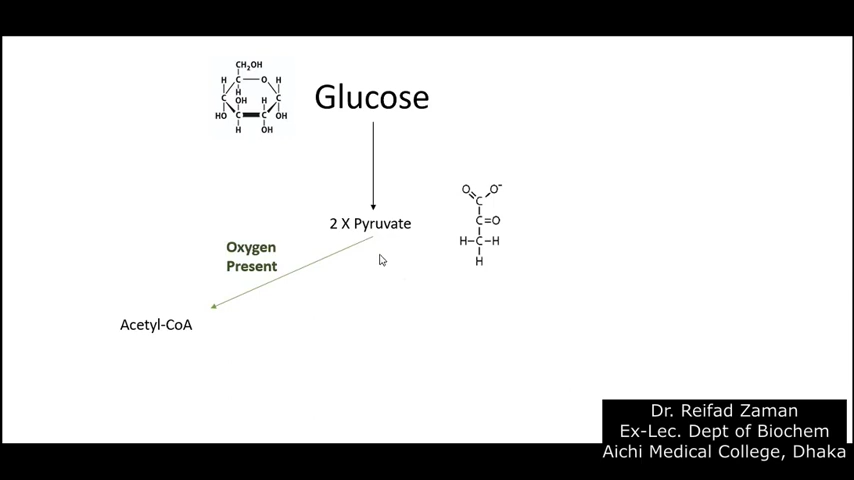 CH2OH
H C O H
H
C OH H C
HO C C OH
H OH
Glucose
2 X Pyruvate
O O-
C
C=O
H-C-H
H
Oxygen
Present
Acetyl-CoA
Dr. Reifad Zaman
Ex-Lec. Dept of Biochem
Aichi Medical College, Dhaka